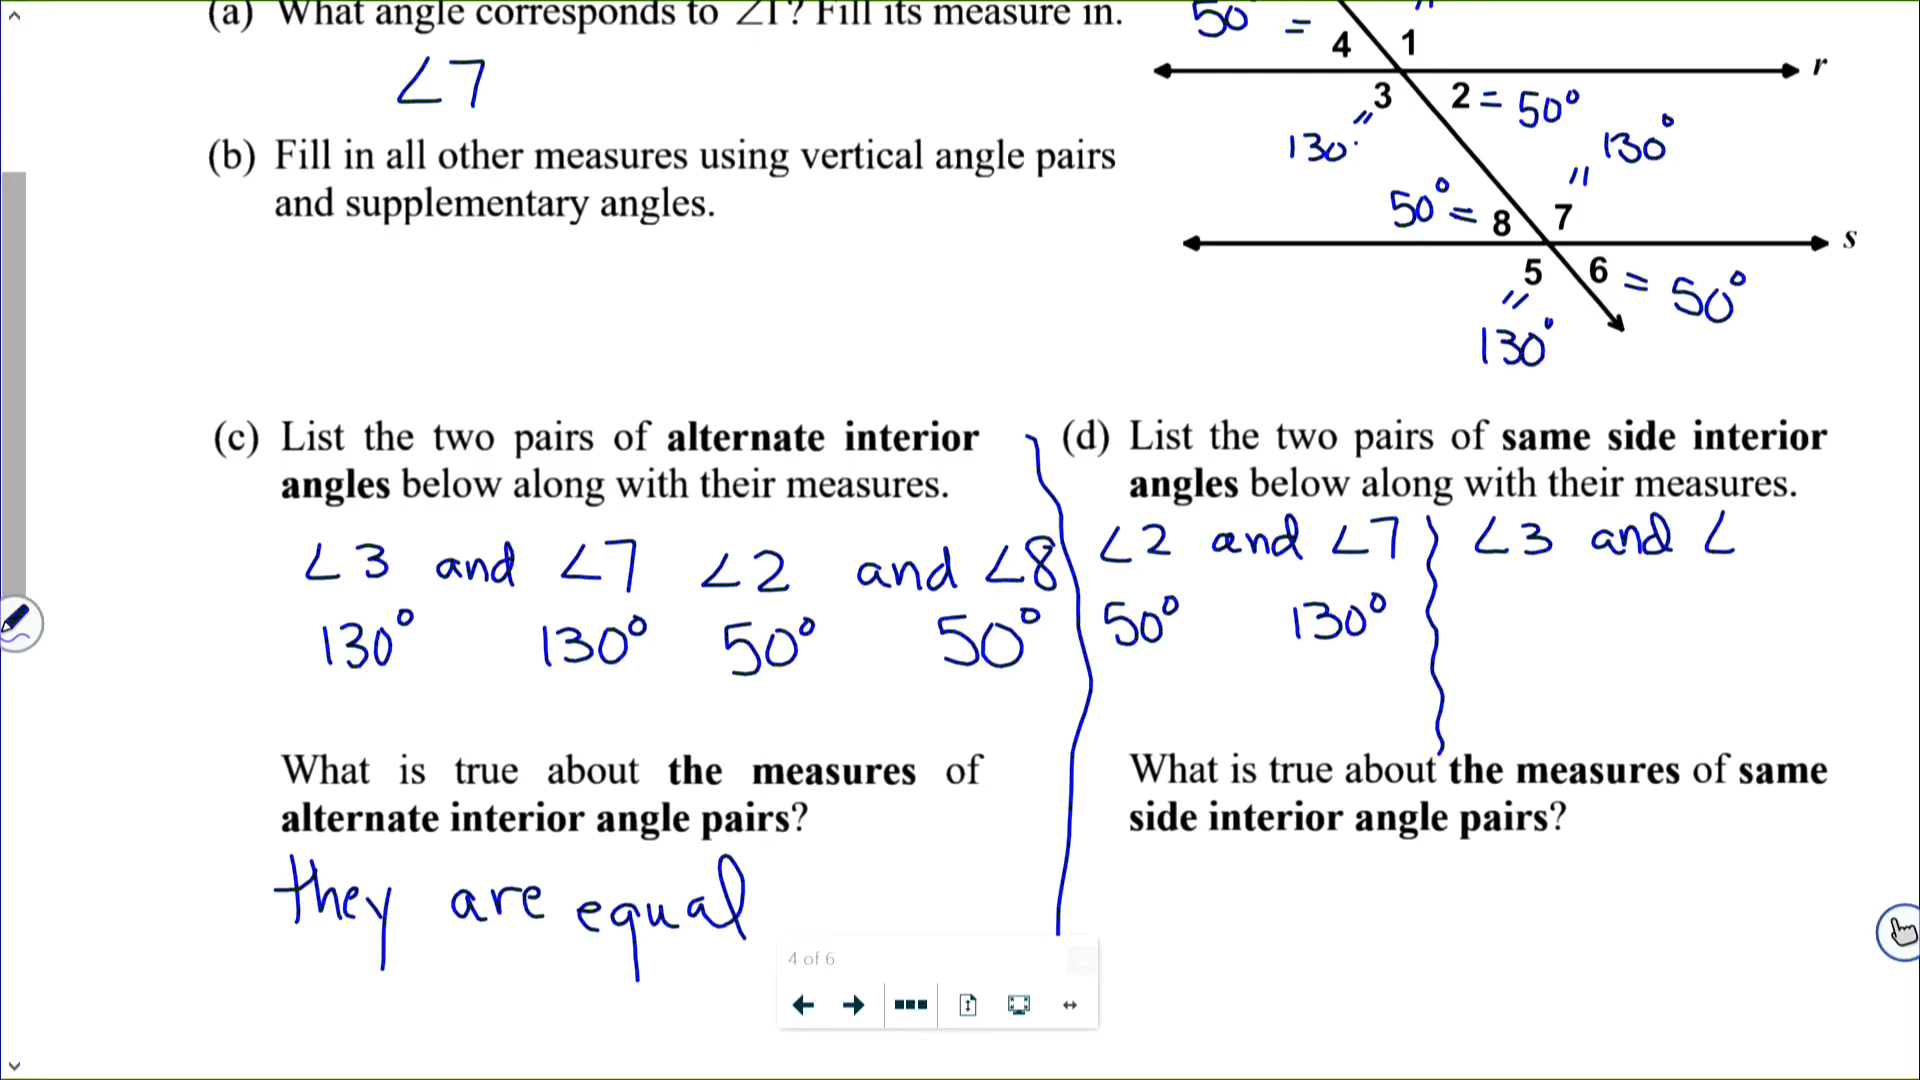 (a) What angle corresponds to ∠1? Fill its measure in.
∠7
(b) Fill in all other measures using vertical angle pairs
and supplementary angles.
50 = 4 1 "
r
3 2 = 50°
" 130°
130°
"
50° = 8 7
s
5 6 = 50°
"
130°
(c) List the two pairs of alternate interior
angles below along with their measures.
∠3 and ∠7 ∠2 and ∠8
130° 130° 50° 50°
What is true about the measures of
alternate interior angle pairs?
they are equal
(d) List the two pairs of same side interior
angles below along with their measures.
∠2 and ∠7 ∠3 and ∠
50° 130°
What is true about the measures of same
side interior angle pairs?
4 of 6